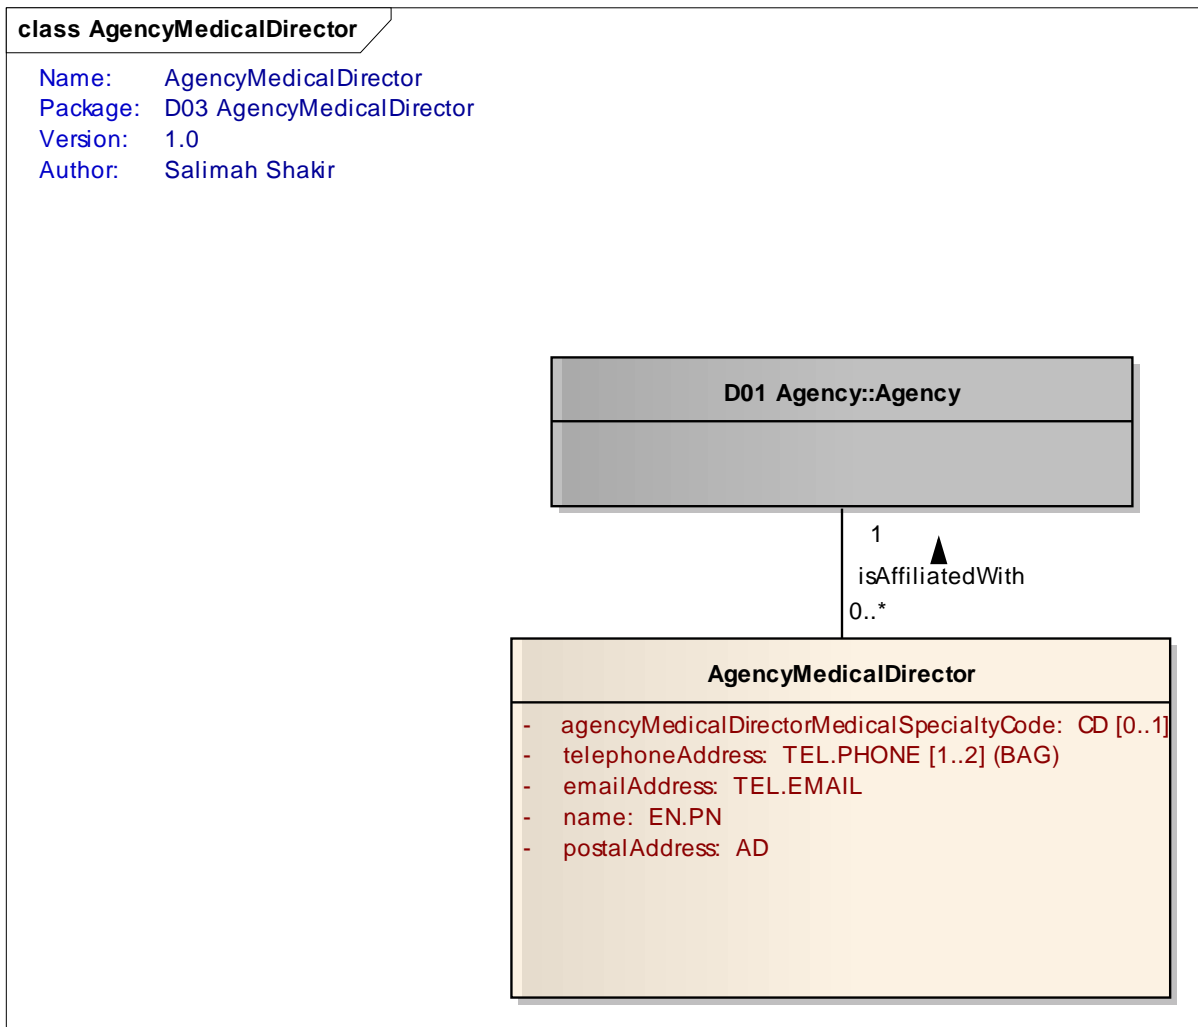 class AgencyMedicalDirector
Name: AgencyMedicalDirector
Package: D03 AgencyMedicalDirector
Version: 1.0
Author: Salimah Shakir
D01 Agency::Agency
1
isAffiliatedWith
0..*
AgencyMedicalDirector
- agencyMedicalDirectorMedicalSpecialtyCode: CD [0..1]
- telephoneAddress: TEL.PHONE [1..2] (BAG)
- emailAddress: TEL.EMAIL
- name: EN.PN
- postalAddress: AD